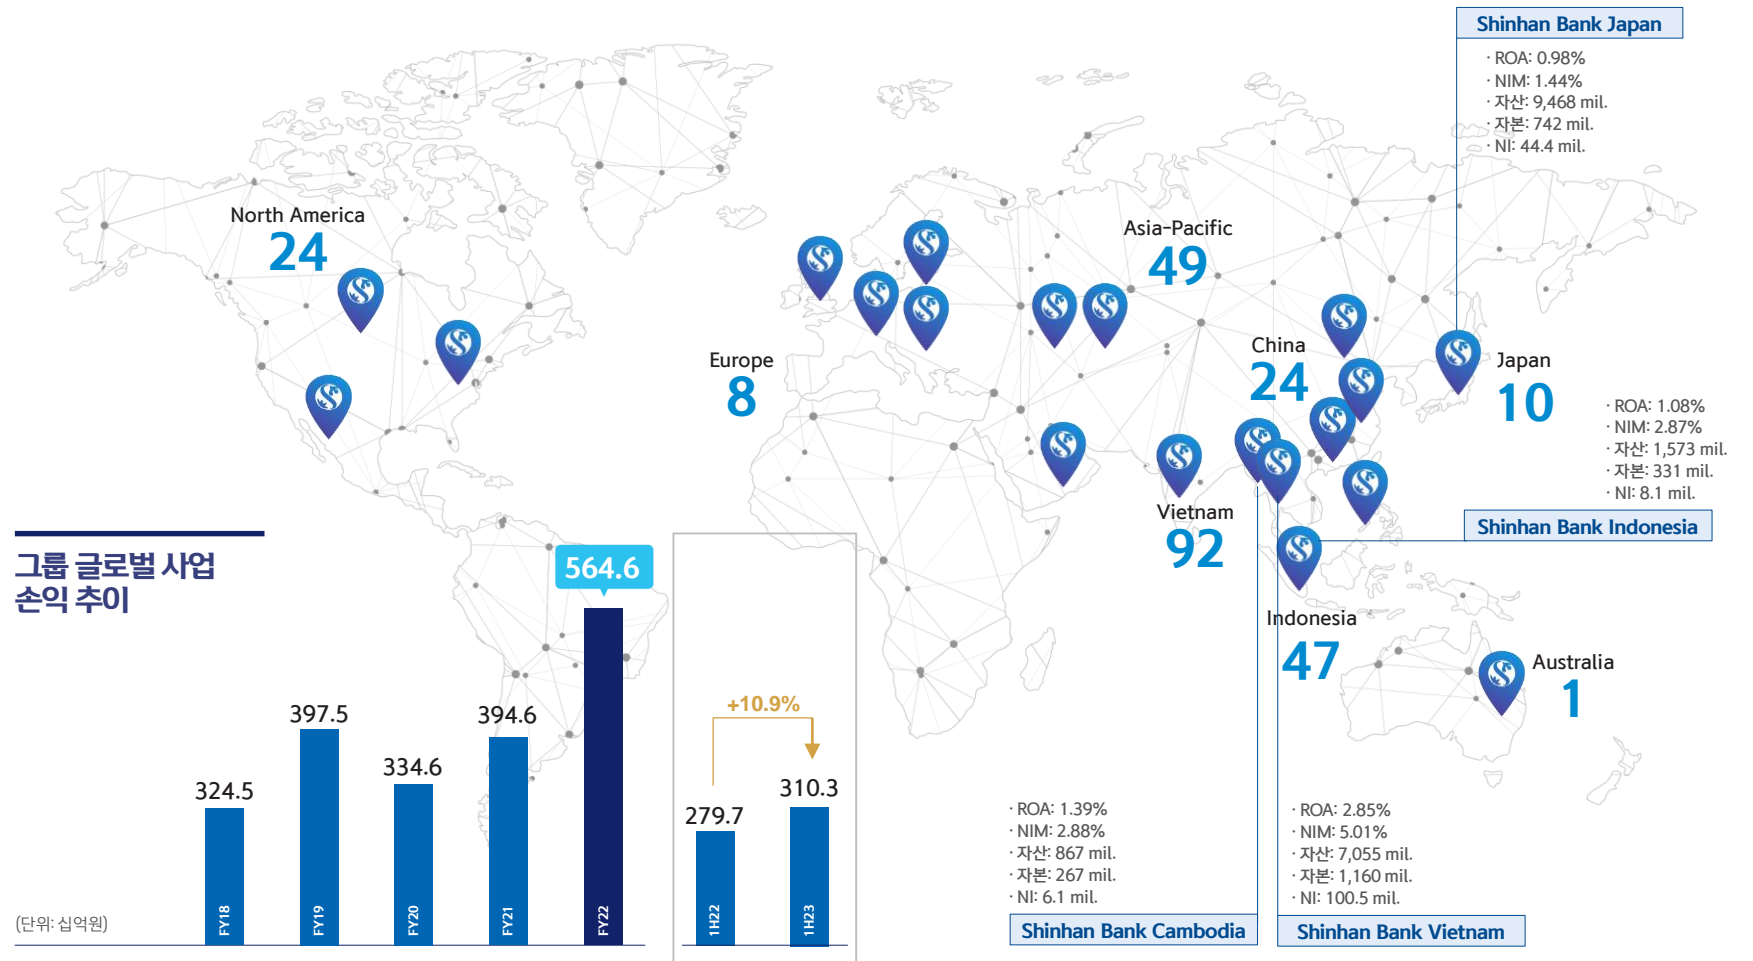 Shinhan Bank Japan
· ROA: 0.98%
· NIM: 1.44%
· 자산: 9,468 mil.
· 자본: 742 mil.
· NI: 44.4 mil.
North America
24
Asia-Pacific
49
Europe
8
China
24
Japan
10
· ROA: 1.08%
· NIM: 2.87%
· 자산: 1,573 mil.
· 자본: 331 mil.
· NI: 8.1 mil.
Shinhan Bank Indonesia
Vietnam
92
Indonesia
47
Australia
1
그룹 글로벌 사업
손익 추이
564.6
397.5
394.6
334.6
324.5
+10.9%
279.7
310.3
FY18
FY19
FY20
FY21
FY22
1H22
1H23
(단위: 십억원)
· ROA: 1.39%
· NIM: 2.88%
· 자산: 867 mil.
· 자본: 267 mil.
· NI: 6.1 mil.
Shinhan Bank Cambodia
· ROA: 2.85%
· NIM: 5.01%
· 자산: 7,055 mil.
· 자본: 1,160 mil.
· NI: 100.5 mil.
Shinhan Bank Vietnam